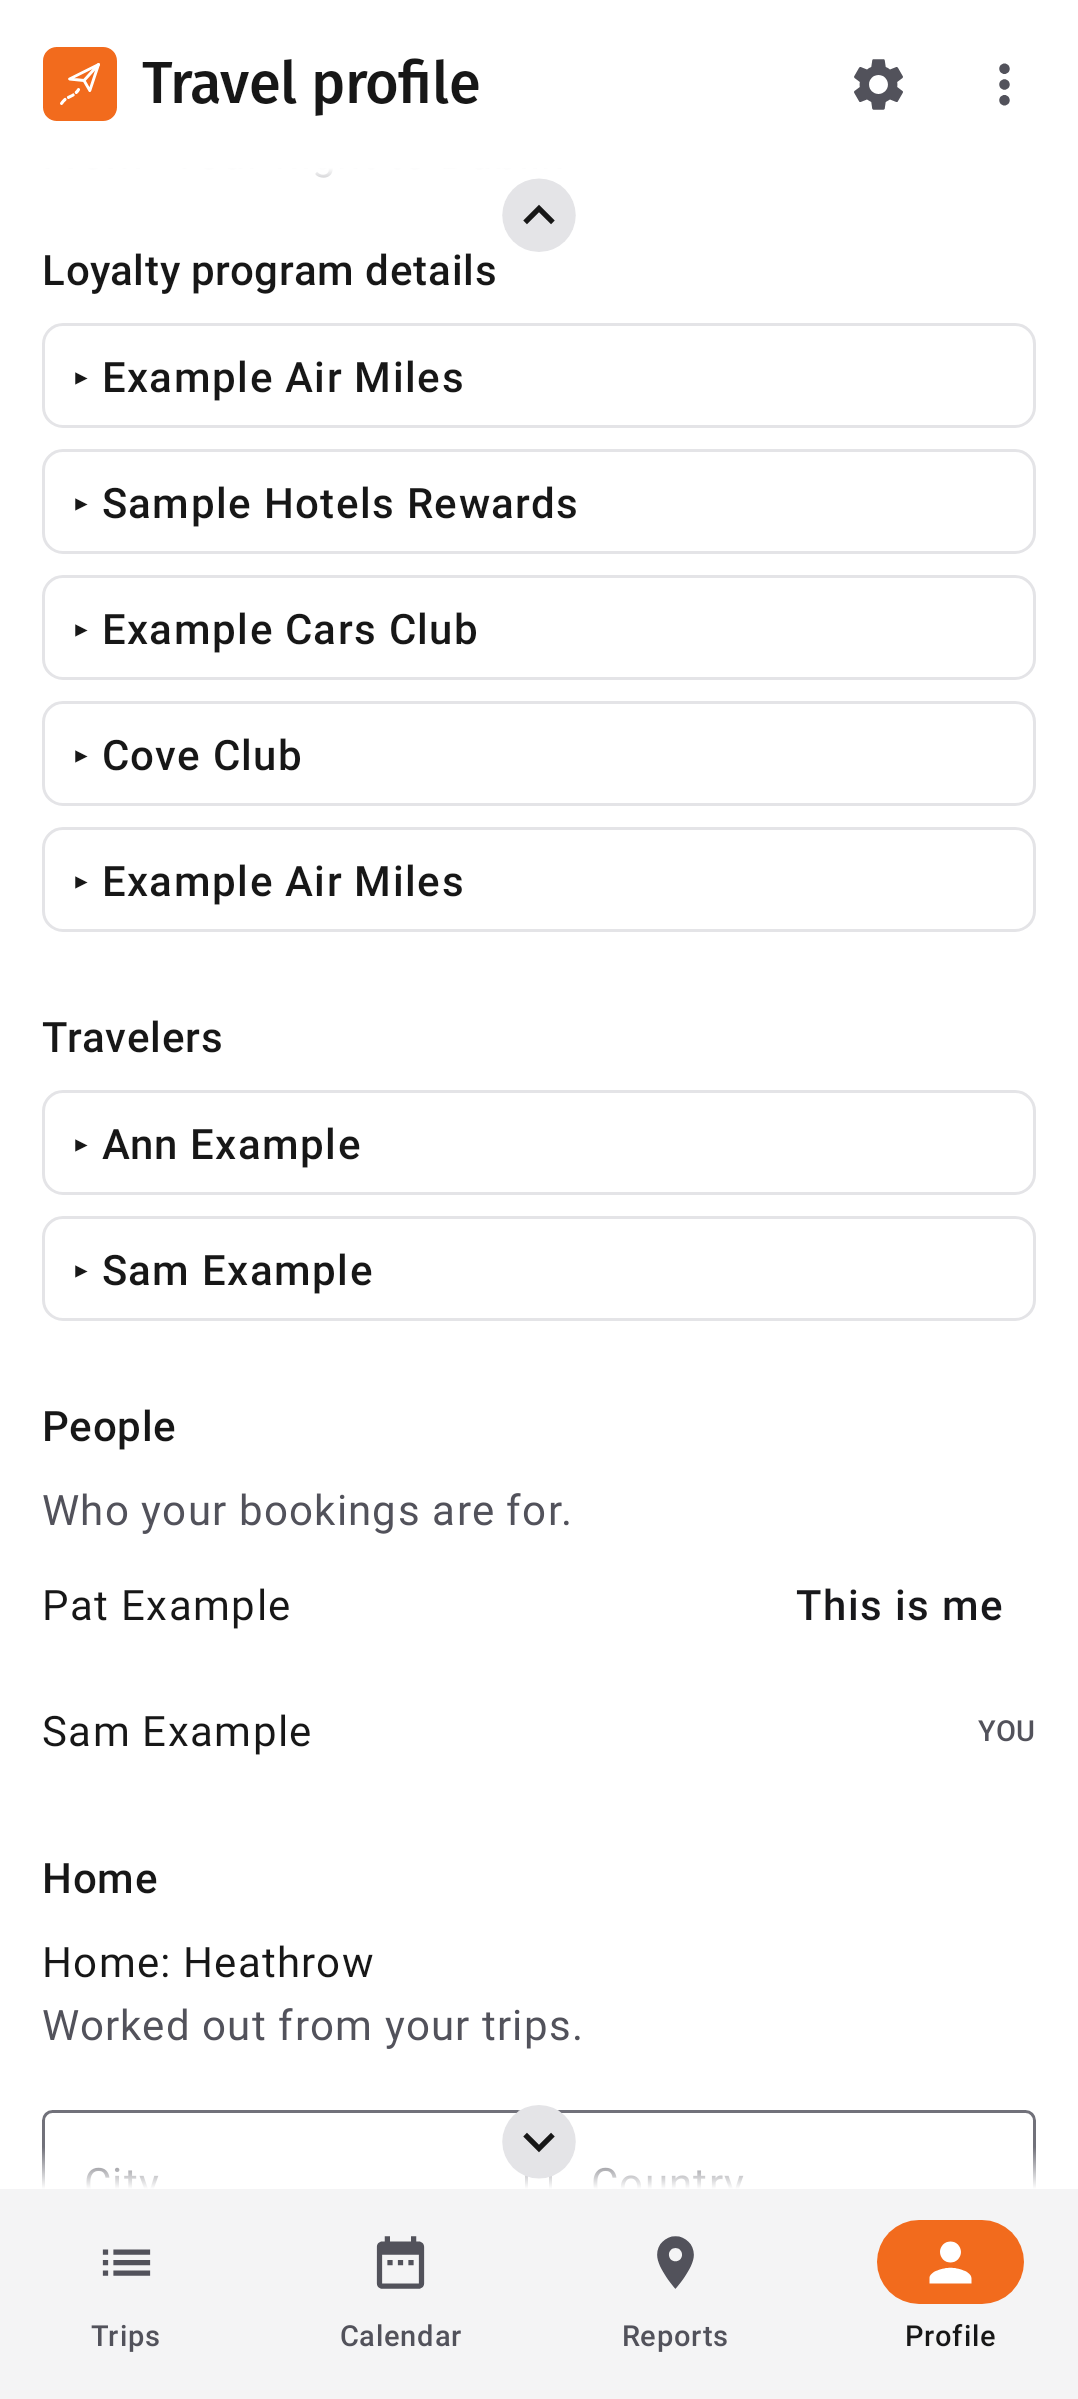 Travel profile
Loyalty program details
Example Air Miles
Sample Hotels Rewards
Example Cars Club
Cove Club
Example Air Miles
Travelers
Ann Example
Sam Example
People
Who your bookings are for.
Pat Example
This is me
Sam Example
YOU
Home
Home: Heathrow
Worked out from your trips.
City
Country
Trips
Calendar
Reports
Profile